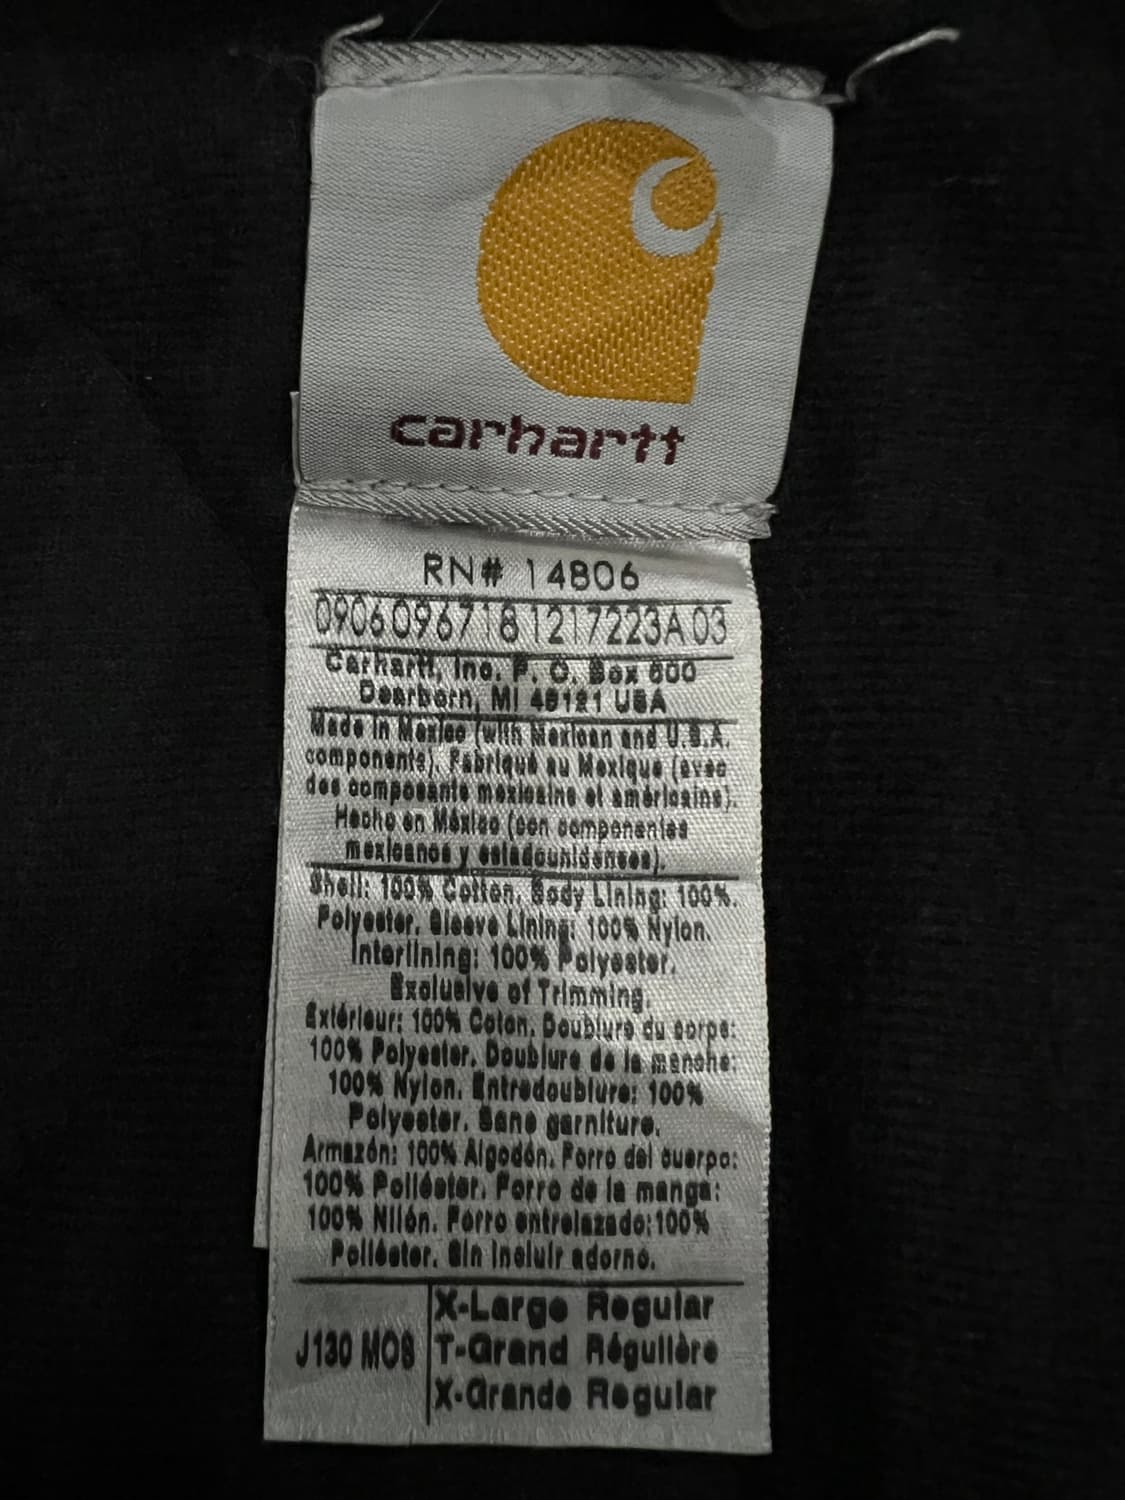 carhartt
RN# 14806
0906096718 1217223A 03
Carhartt, Inc. P. O. Box 600
Dearborn, MI 48121 USA
Made in Mexico (with Mexican and U.S.A.
components). Fabriqué au Mexique (avec
des composants mexicains et américains).
Hecho en México (con componentes
mexicanos y estadounidenses).
Shell: 100% Cotton. Body Lining: 100%.
Polyester. Sleeve Lining: 100% Nylon.
Interlining: 100% Polyester.
Exclusive of Trimming.
Extérieur: 100% Coton. Doublure du corps:
100% Polyester. Doublure de la manche:
100% Nylon. Entredoublure: 100%
Polyester. Sans garniture.
Armazón: 100% Algodón. Forro del cuerpo:
100% Poliéster. Forro de la manga:
100% Nilón. Forro entrelazado:100%
Poliéster. Sin incluir adorno.
J130 MOS
X-Large Regular
T-Grand Régulière
X-Grande Regular